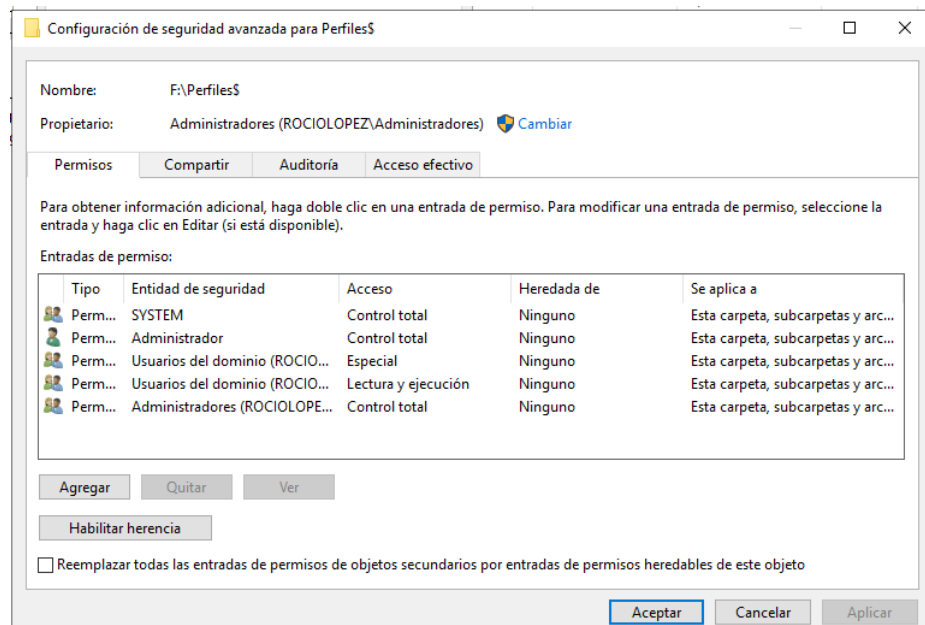 Configuración de seguridad avanzada para Perfiles$
Nombre: F:\Perfiles$
Propietario: Administradores (ROCIOLOPEZ\Administradores) Cambiar
Permisos Compartir Auditoría Acceso efectivo
Para obtener información adicional, haga doble clic en una entrada de permiso. Para modificar una entrada de permiso, seleccione la
entrada y haga clic en Editar (si está disponible).
Entradas de permiso:
Tipo Entidad de seguridad Acceso Heredada de Se aplica a
Perm... SYSTEM Control total Ninguno Esta carpeta, subcarpetas y arc...
Perm... Administrador Control total Ninguno Esta carpeta, subcarpetas y arc...
Perm... Usuarios del dominio (ROCIO... Especial Ninguno Esta carpeta, subcarpetas y arc...
Perm... Usuarios del dominio (ROCIO... Lectura y ejecución Ninguno Esta carpeta, subcarpetas y arc...
Perm... Administradores (ROCIOLOPE... Control total Ninguno Esta carpeta, subcarpetas y arc...
Agregar Quitar Ver
Habilitar herencia
Reemplazar todas las entradas de permisos de objetos secundarios por entradas de permisos heredables de este objeto
Aceptar Cancelar Aplicar